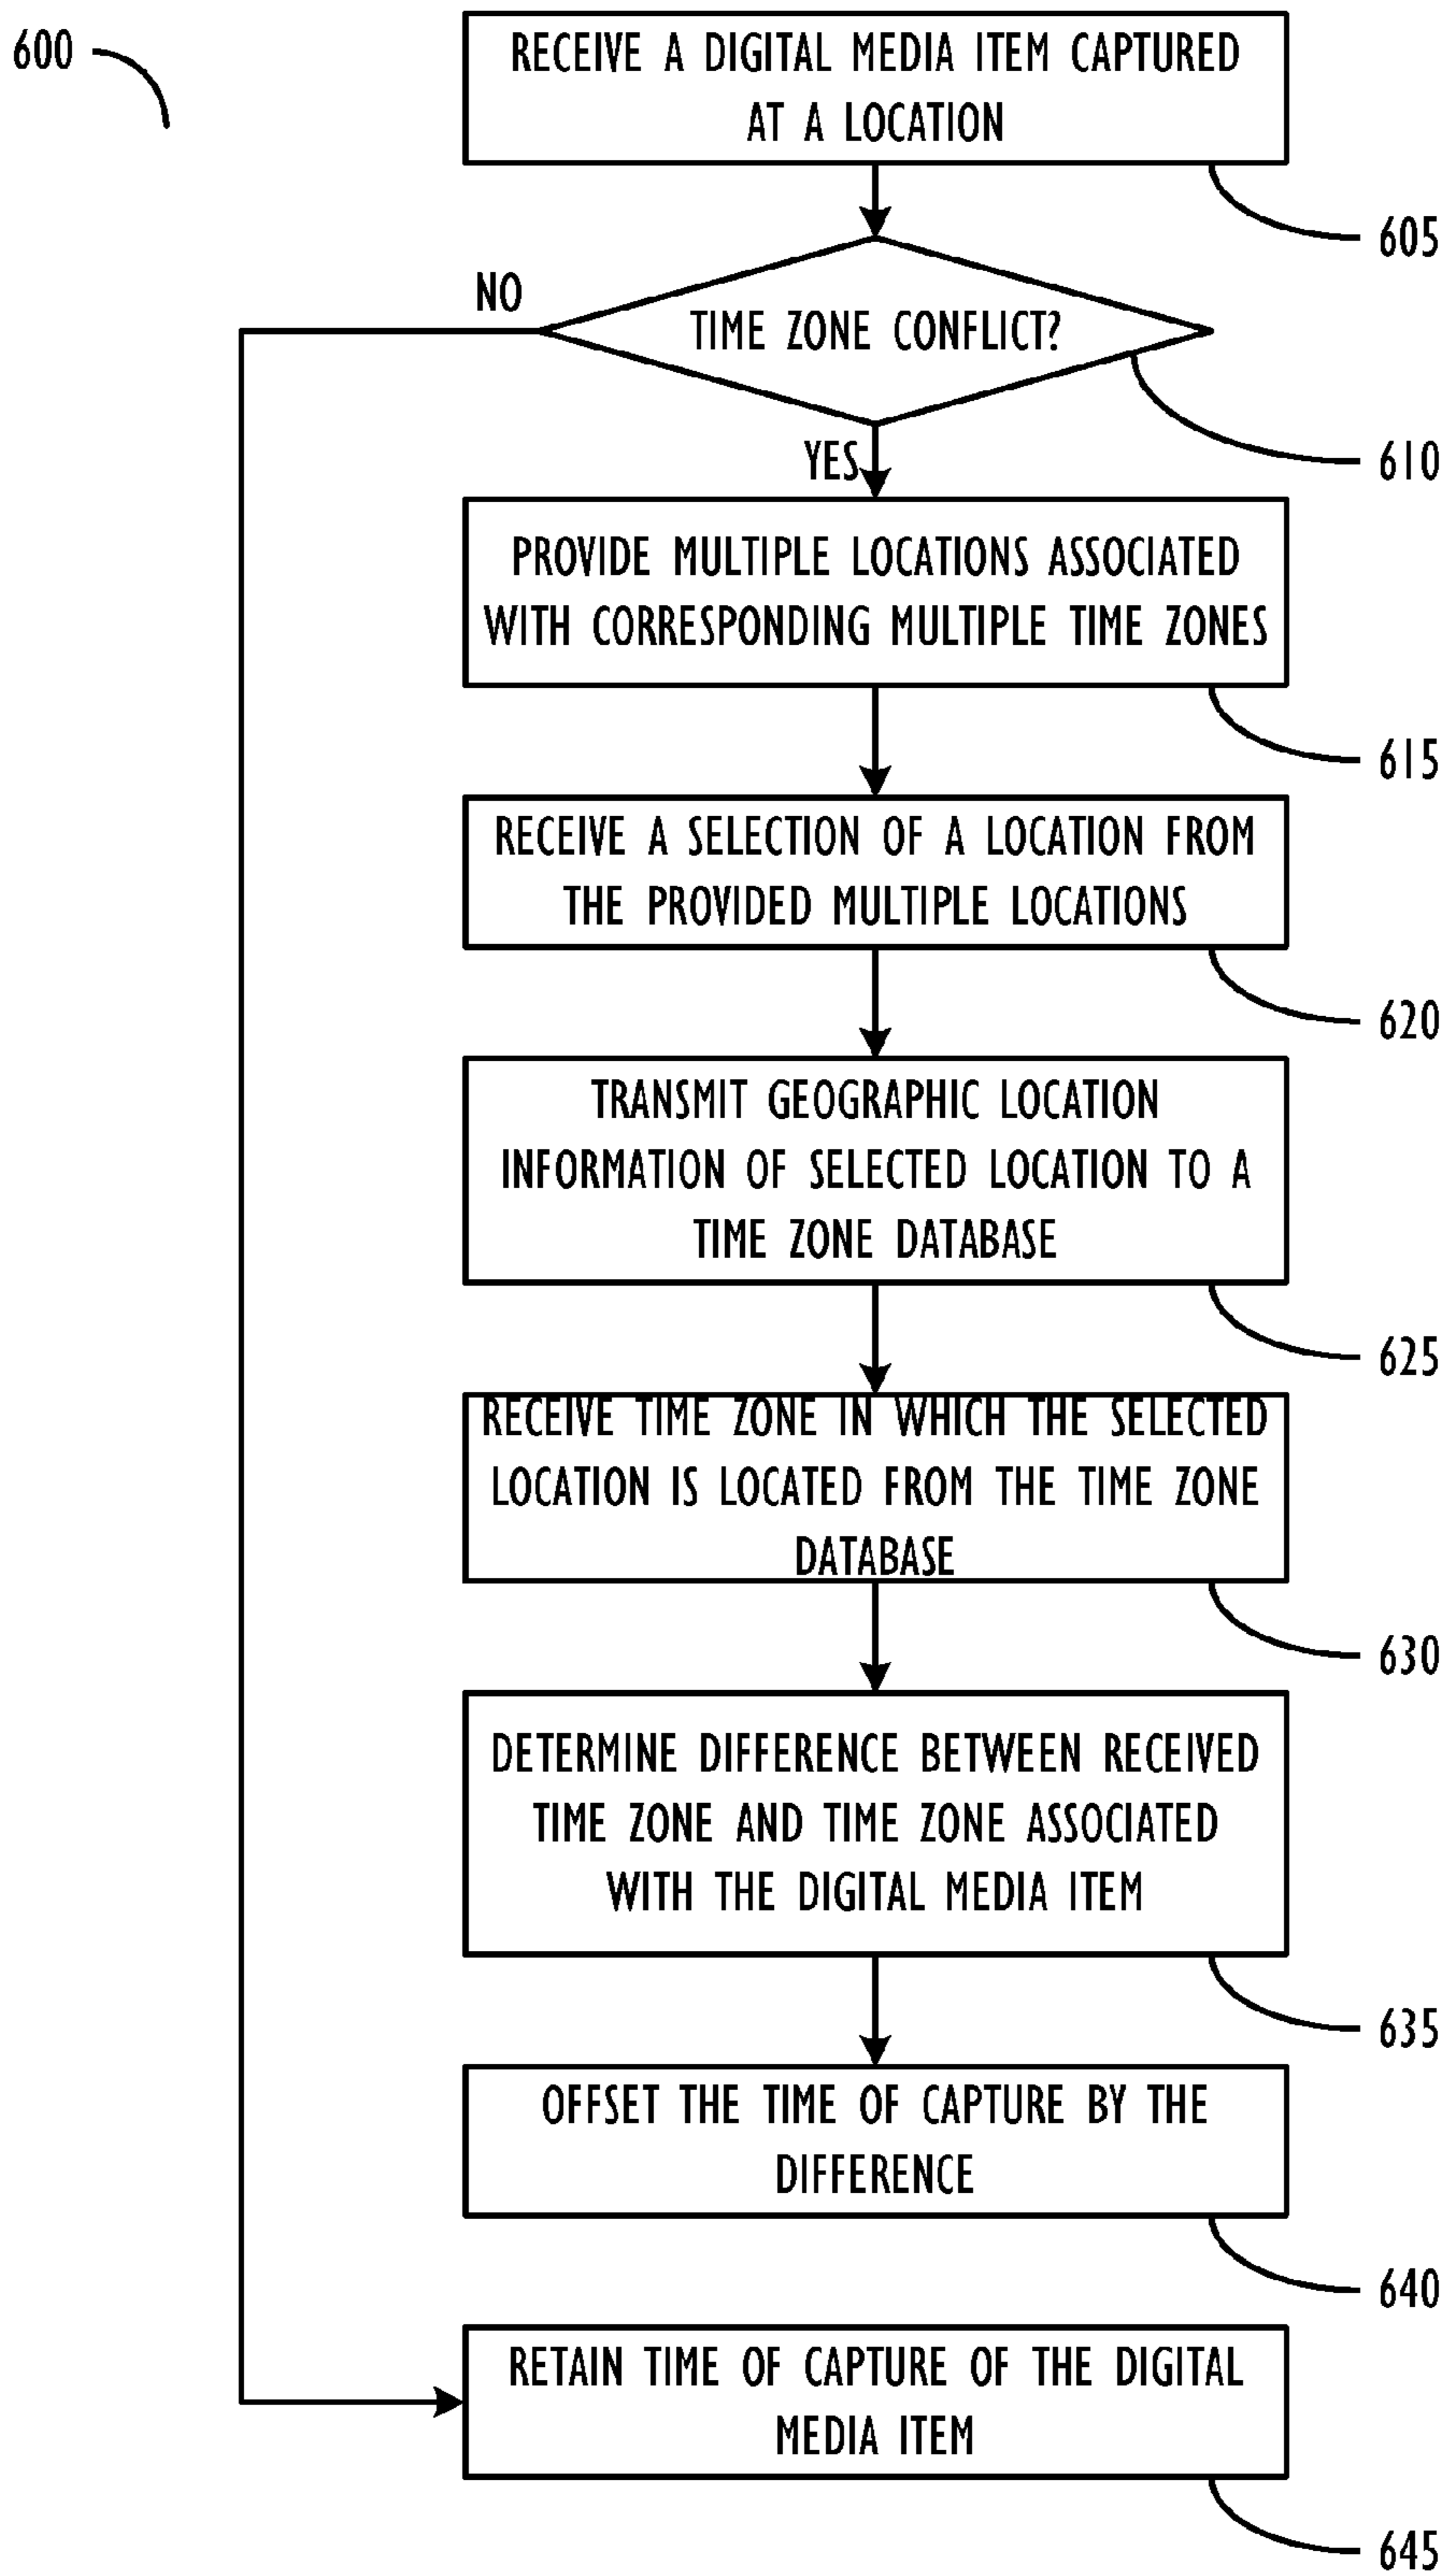 600
RECEIVE A DIGITAL MEDIA ITEM CAPTURED
AT A LOCATION
605
NO
TIME ZONE CONFLICT?
610
YES
PROVIDE MULTIPLE LOCATIONS ASSOCIATED
WITH CORRESPONDING MULTIPLE TIME ZONES
615
RECEIVE A SELECTION OF A LOCATION FROM
THE PROVIDED MULTIPLE LOCATIONS
620
TRANSMIT GEOGRAPHIC LOCATION
INFORMATION OF SELECTED LOCATION TO A
TIME ZONE DATABASE
625
RECEIVE TIME ZONE IN WHICH THE SELECTED
LOCATION IS LOCATED FROM THE TIME ZONE
DATABASE
630
DETERMINE DIFFERENCE BETWEEN RECEIVED
TIME ZONE AND TIME ZONE ASSOCIATED
WITH THE DIGITAL MEDIA ITEM
635
OFFSET THE TIME OF CAPTURE BY THE
DIFFERENCE
640
RETAIN TIME OF CAPTURE OF THE DIGITAL
MEDIA ITEM
645